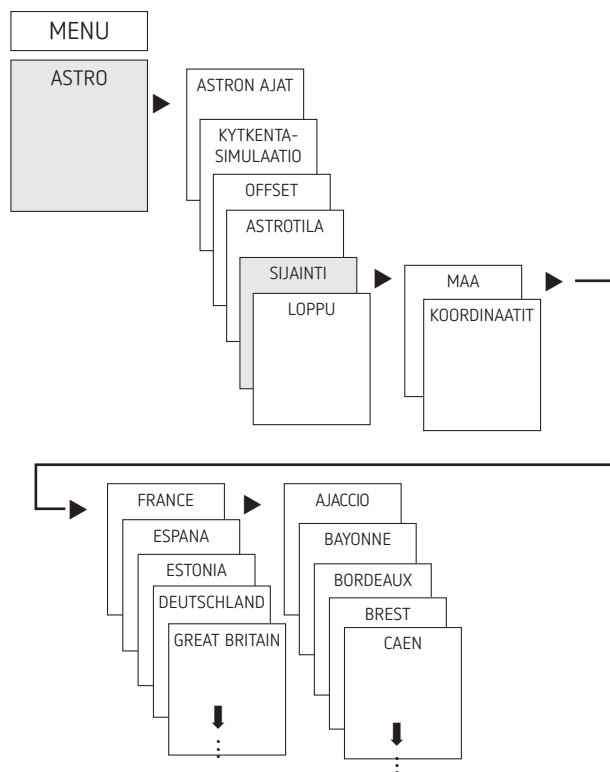 MENU
ASTRO
ASTRON AJAT
KYTKENTA-
SIMULAATIO
OFFSET
ASTROTILA
SIJAINTI
LOPPU
MAA
KOORDINAATIT
FRANCE
ESPANA
ESTONIA
DEUTSCHLAND
GREAT BRITAIN
AJACCIO
BAYONNE
BORDEAUX
BREST
CAEN